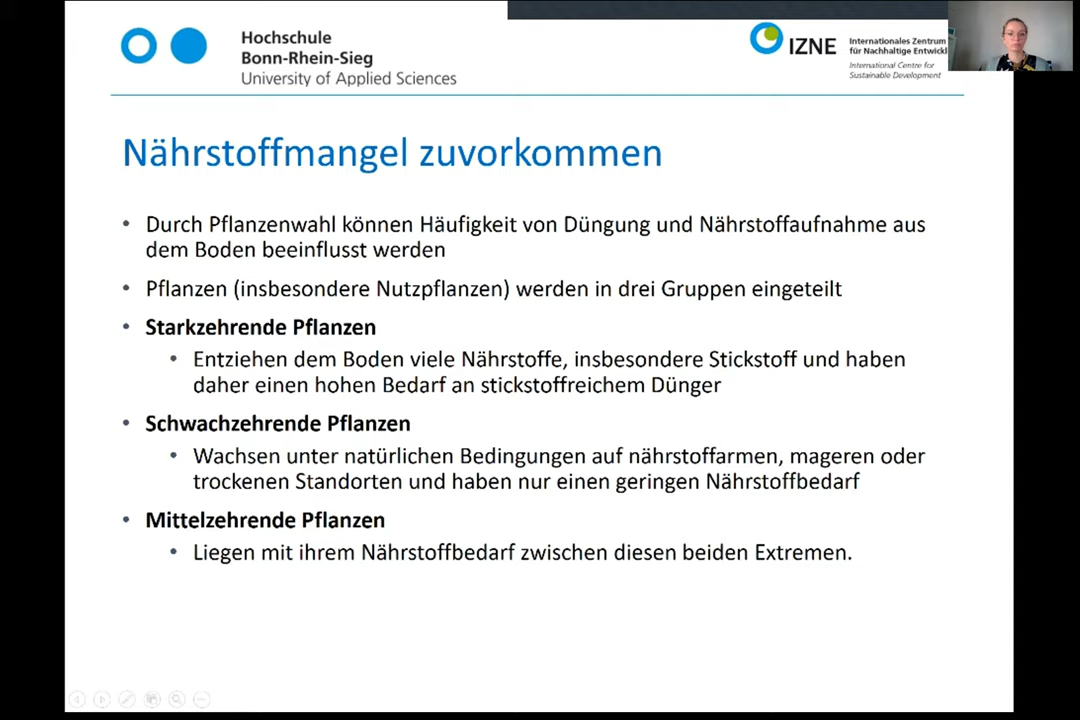 Hochschule
Bonn-Rhein-Sieg
University of Applied Sciences
IZNE
Internationales Zentrum
für Nachhaltige Entwickl
International Centre for
Sustainable Development
Nährstoffmangel zuvorkommen
• Durch Pflanzenwahl können Häufigkeit von Düngung und Nährstoffaufnahme aus
dem Boden beeinflusst werden
• Pflanzen (insbesondere Nutzpflanzen) werden in drei Gruppen eingeteilt
• Starkzehrende Pflanzen
• Entziehen dem Boden viele Nährstoffe, insbesondere Stickstoff und haben
daher einen hohen Bedarf an stickstoffreichem Dünger
• Schwachzehrende Pflanzen
• Wachsen unter natürlichen Bedingungen auf nährstoffarmen, mageren oder
trockenen Standorten und haben nur einen geringen Nährstoffbedarf
• Mittelzehrende Pflanzen
• Liegen mit ihrem Nährstoffbedarf zwischen diesen beiden Extremen.